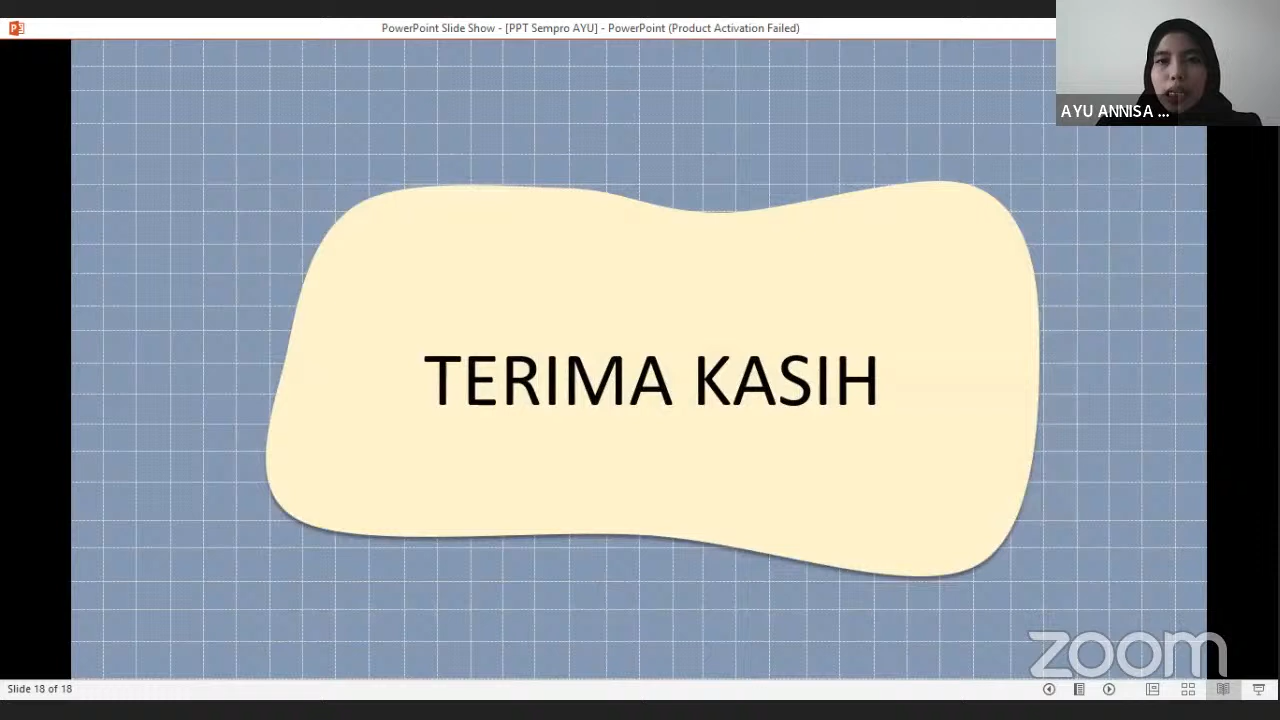 PowerPoint Slide Show - [PPT Sempro AYU] - PowerPoint (Product Activation Failed)
AYU ANNISA ...
TERIMA KASIH
zoom
Slide 18 of 18